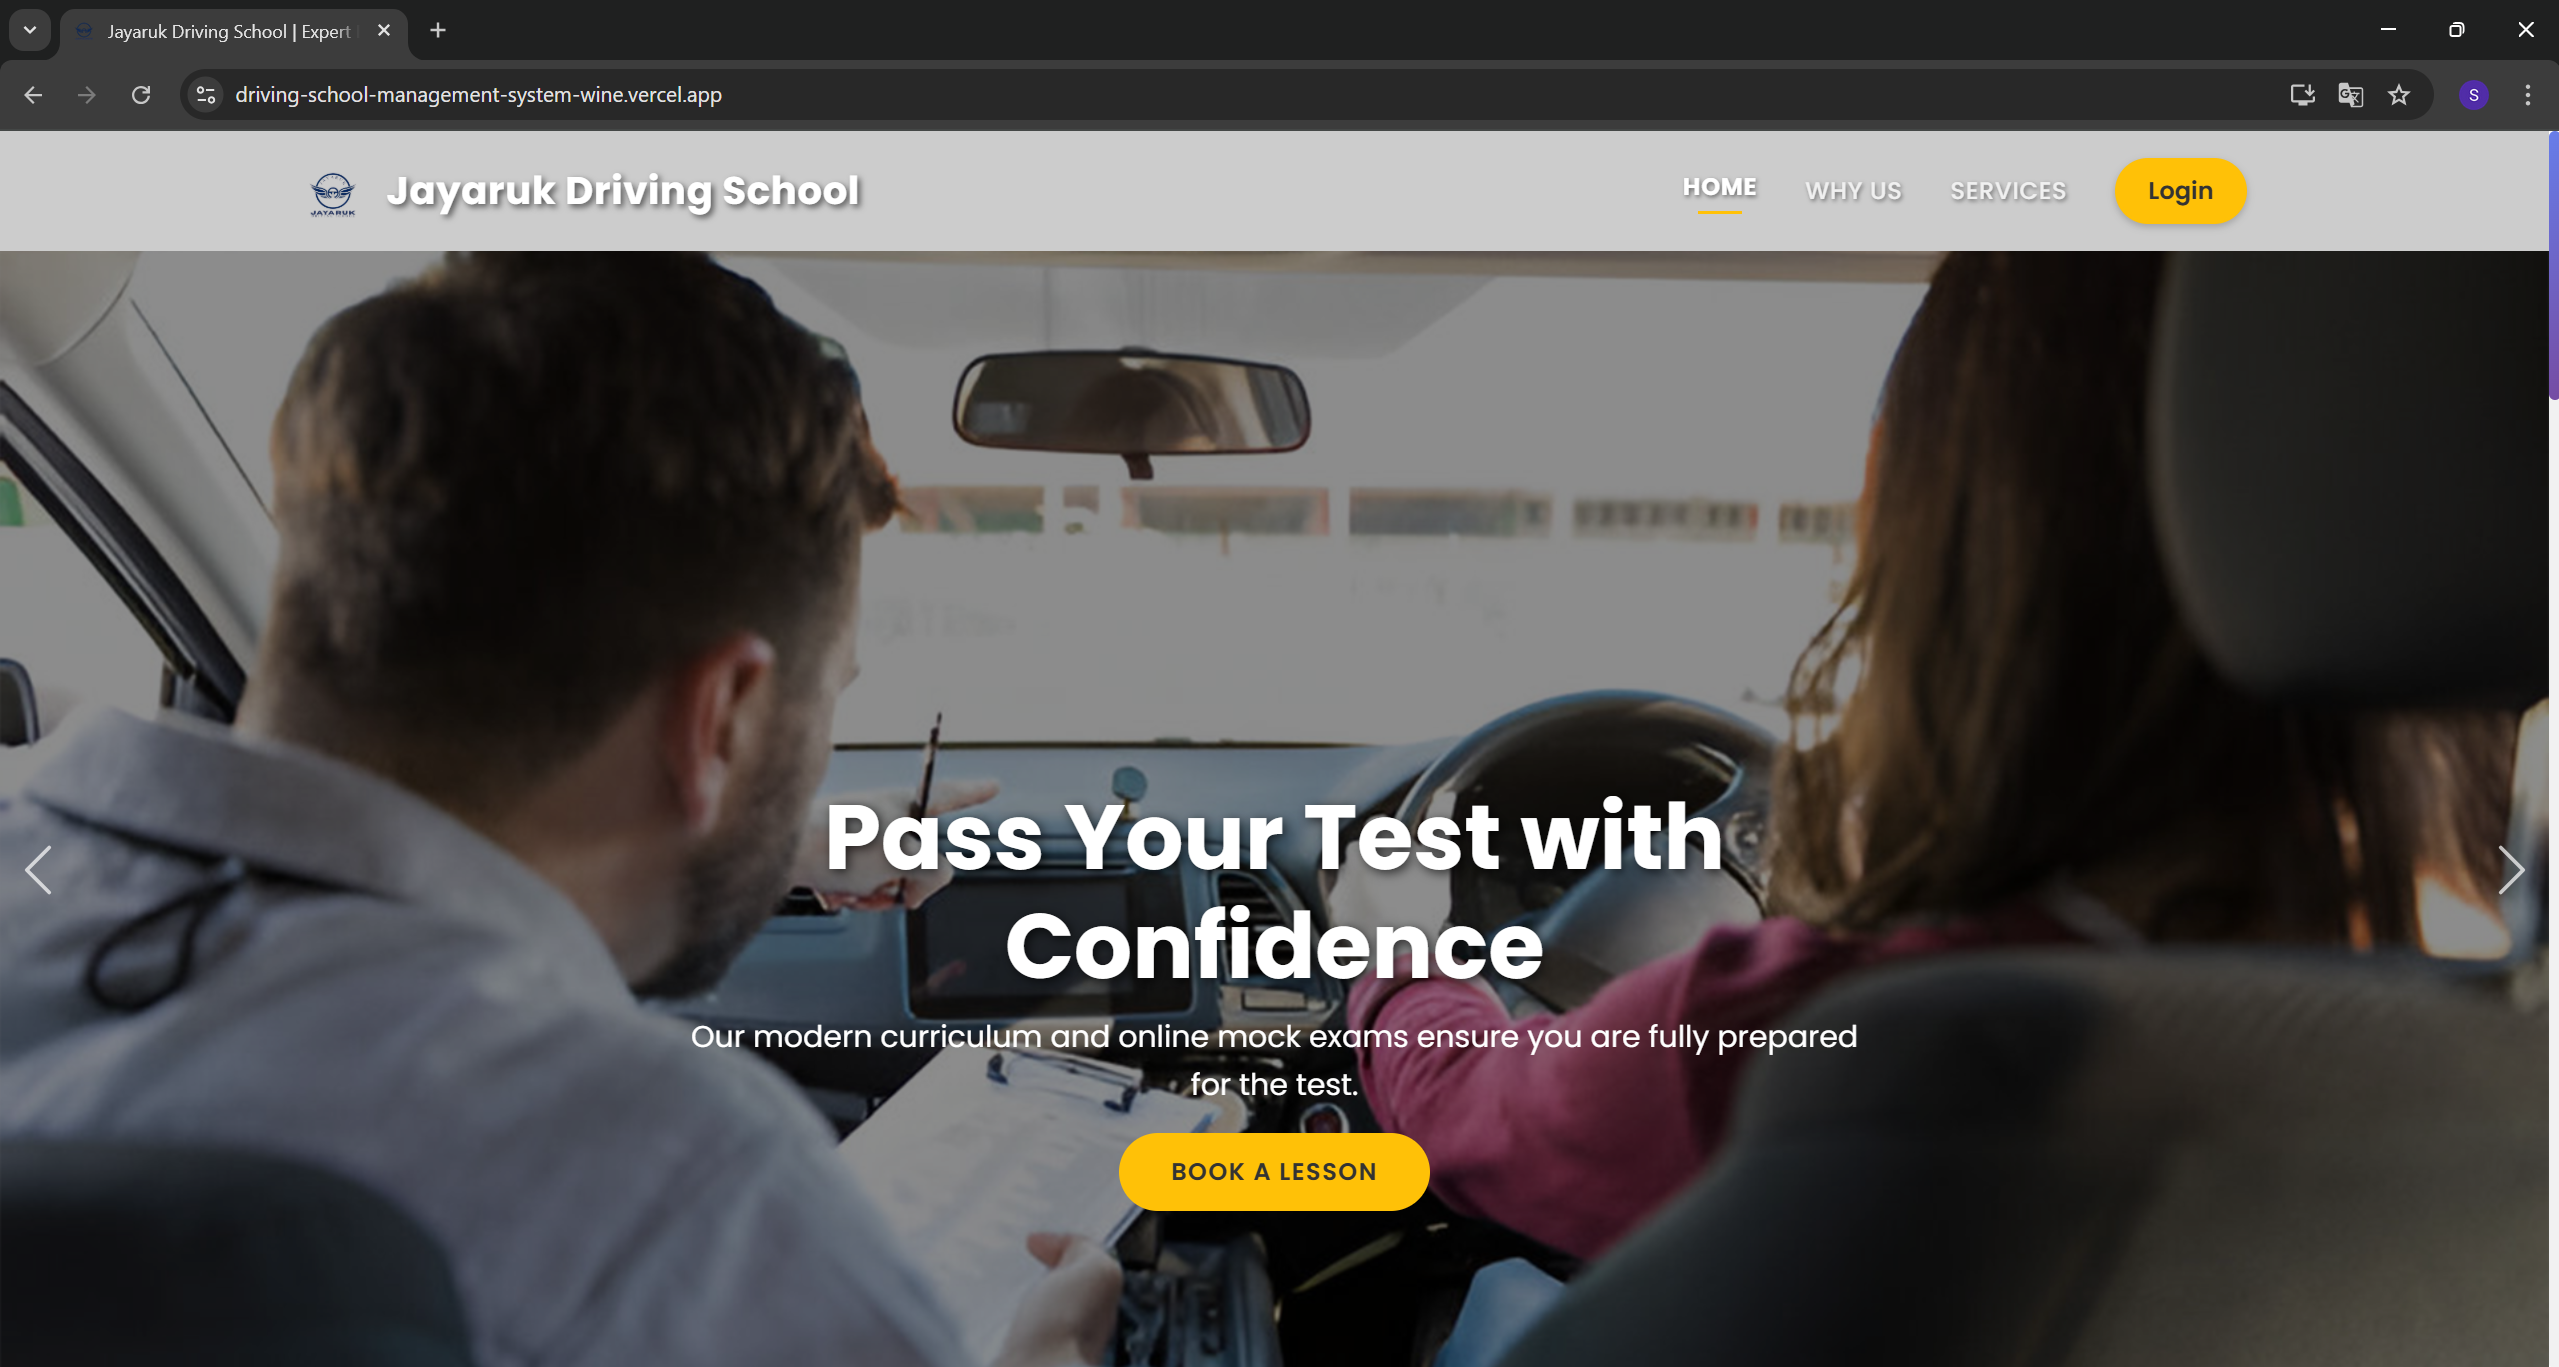 Jayaruk Driving School | Expert
driving-school-management-system-wine.vercel.app
S
JAYARUK
Jayaruk Driving School
HOME
WHY US
SERVICES
Login
Pass Your Test with
Confidence
Our modern curriculum and online mock exams ensure you are fully prepared
for the test.
BOOK A LESSON